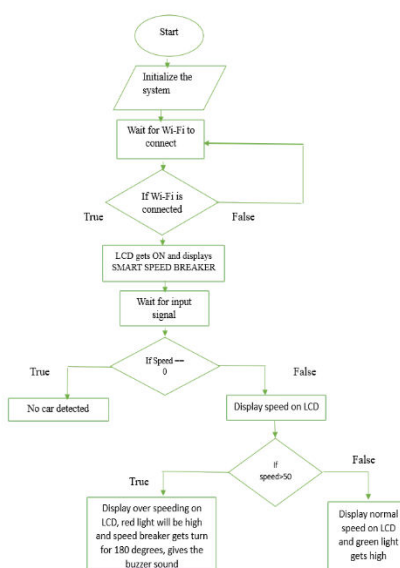 Start
Initialize the
system
Wait for Wi-Fi to
connect
If Wi-Fi is
connected
True
False
LCD gets ON and displays
SMART SPEED BREAKER
Wait for input
signal
If Speed ==
0
True
False
No car detected
Display speed on LCD
If
speed>50
True
False
Display over speeding on
LCD, red light will be high
and speed breaker gets turn
for 180 degrees, gives the
buzzer sound
Display normal
speed on LCD
and green light
gets high